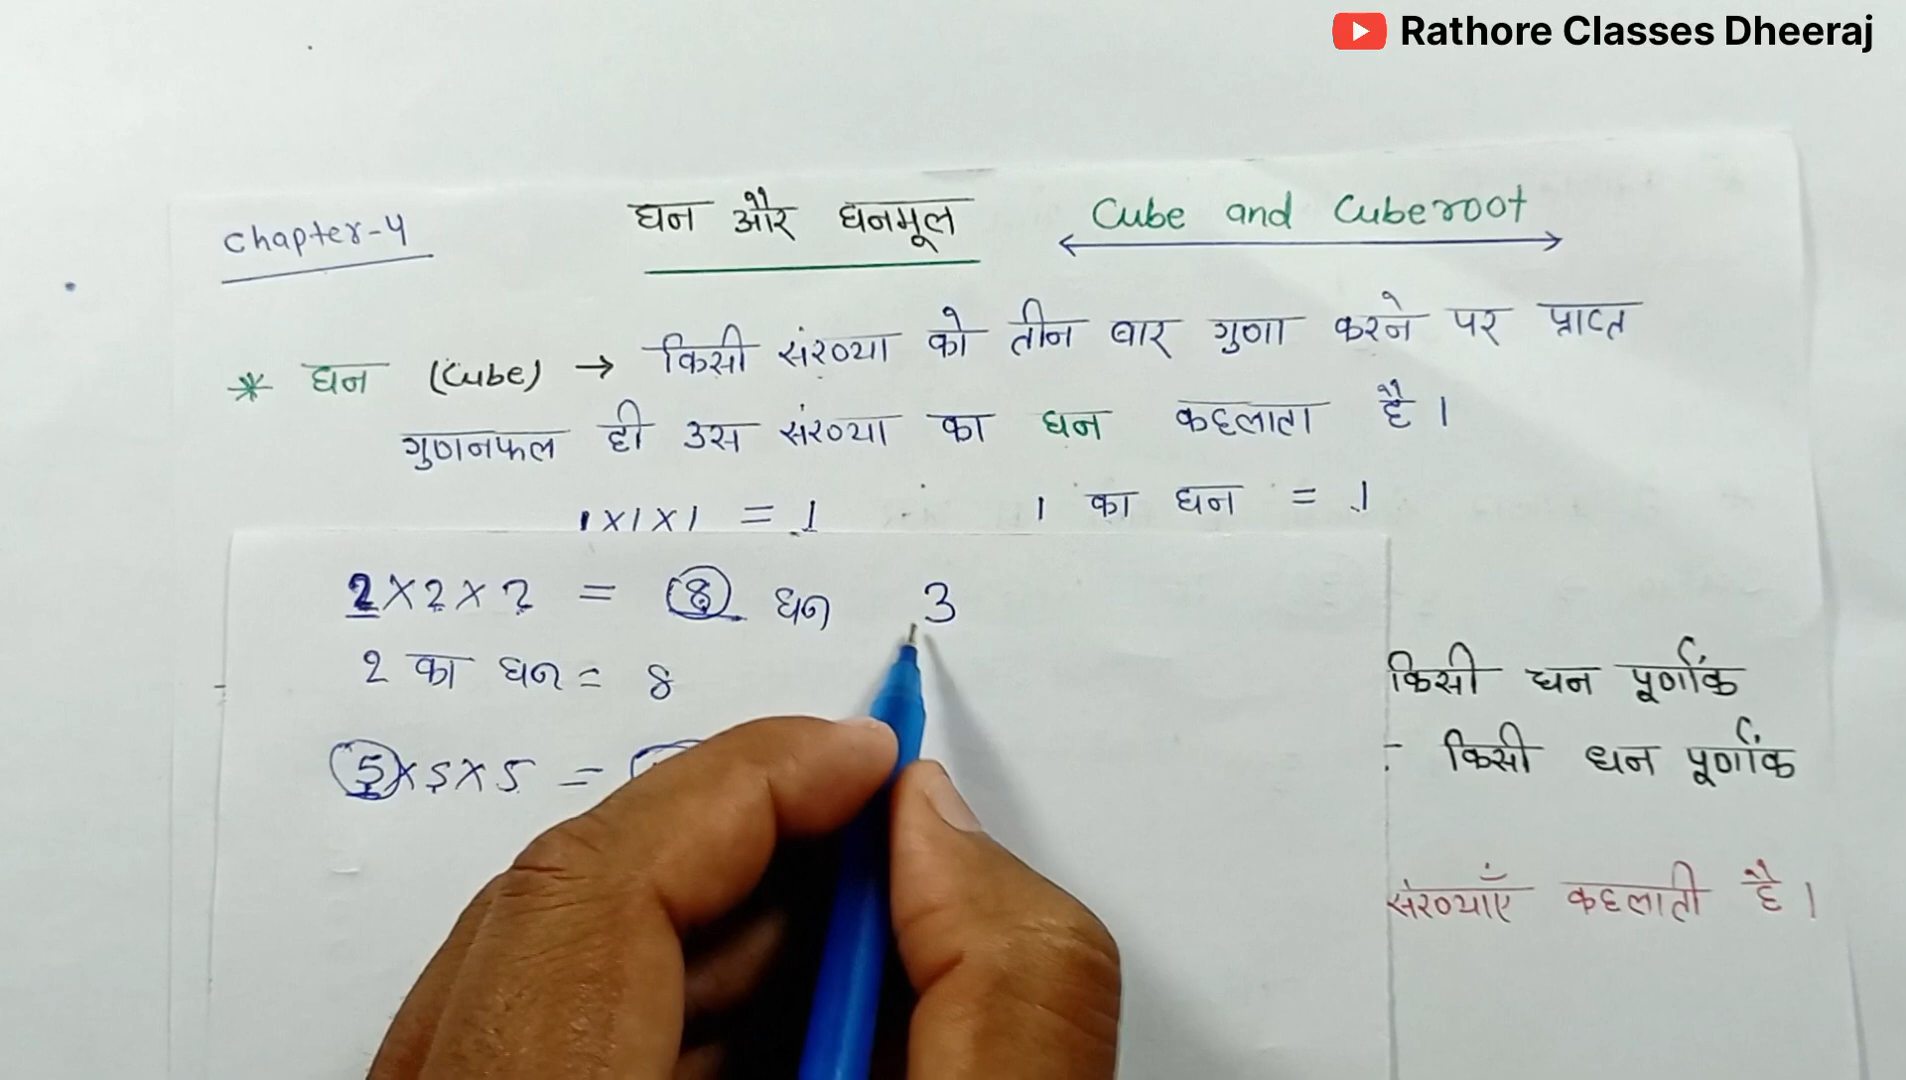 Rathore Classes Dheeraj
Chapter-4 घन और घनमूल Cube and Cuberoot
* घन (Cube) → किसी संख्या को तीन बार गुणा करने पर प्राप्त
गुणनफल ही उस संख्या का घन कहलाता है ।
1×1×1 = 1 1 का घन = 1
2×2×2 = 8 घन 3
2 का घन = 8
5×5×5 =
किसी घन पूर्णांक
किसी घन पूर्णांक
संख्याएँ कहलाती है ।